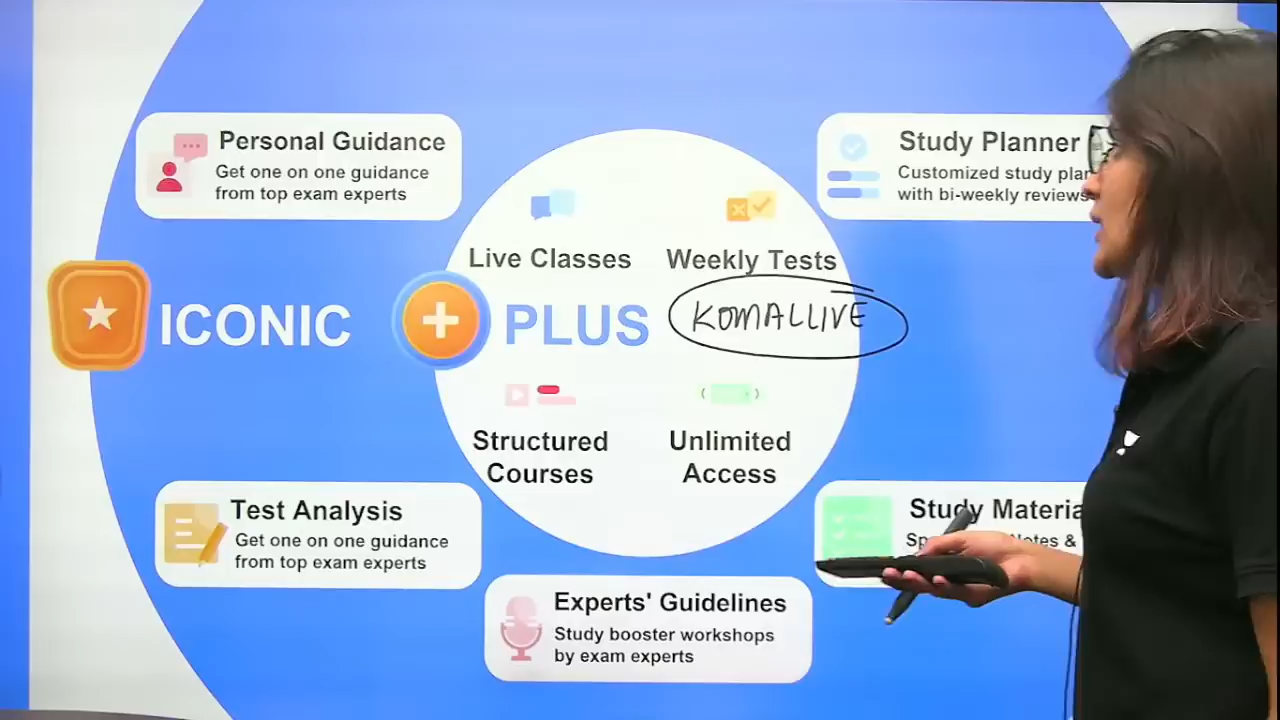 Personal Guidance
Get one on one guidance
from top exam experts
Study Planner
Customized study
with bi-weekly reviews
Live Classes
Weekly Tests
ICONIC
PLUS
KOMALLIVE
Structured
Courses
Unlimited
Access
Test Analysis
Get one on one guidance
from top exam experts
Study
Notes &
Experts' Guidelines
Study booster workshops
by exam experts